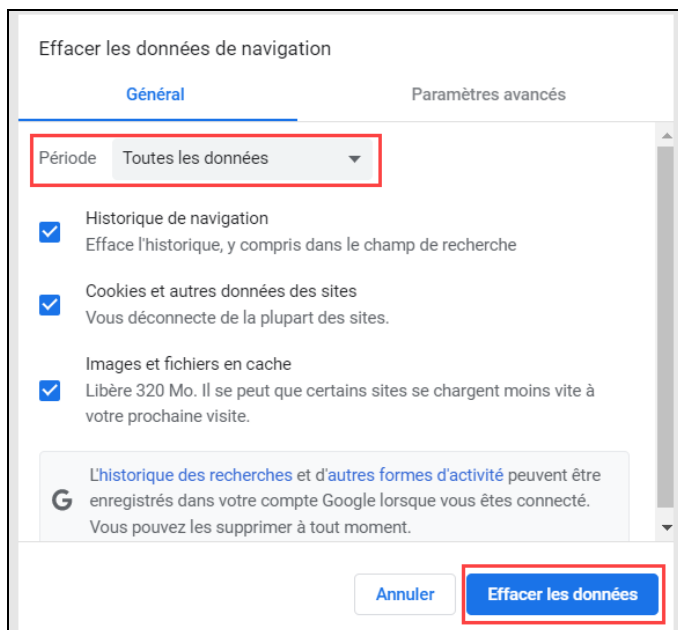 Effacer les données de navigation
Général
Paramètres avancés
Période Toutes les données
Historique de navigation
Efface l'historique, y compris dans le champ de recherche
Cookies et autres données des sites
Vous déconnecte de la plupart des sites.
Images et fichiers en cache
Libère 320 Mo. Il se peut que certains sites se chargent moins vite à
votre prochaine visite.
L'historique des recherches et d'autres formes d'activité peuvent être
G enregistrés dans votre compte Google lorsque vous êtes connecté.
Vous pouvez les supprimer à tout moment.
Annuler
Effacer les données